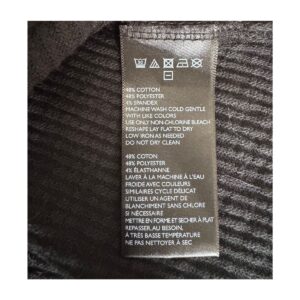 48% COTTON
48% POLYESTER
4% SPANDEX
MACHINE WASH COLD GENTLE
WITH LIKE COLORS
USE ONLY NON-CHLORINE BLEACH
RESHAPE LAY FLAT TO DRY
LOW IRON AS NEEDED
DO NOT DRY CLEAN
48% COTON
48% POLYESTER
4% ÉLASTHANNE
LAVER À LA MACHINE À L'EAU
FROIDE AVEC COULEURS
SIMILAIRES CYCLE DÉLICAT
UTILISER UN AGENT DE
BLANCHIMENT SANS CHLORE
SI NÉCESSAIRE
METTRE EN FORME ET SÉCHER À PLAT
REPASSER, AU BESOIN,
À TRÈS BASSE TEMPÉRATURE
NE PAS NETTOYER À SEC